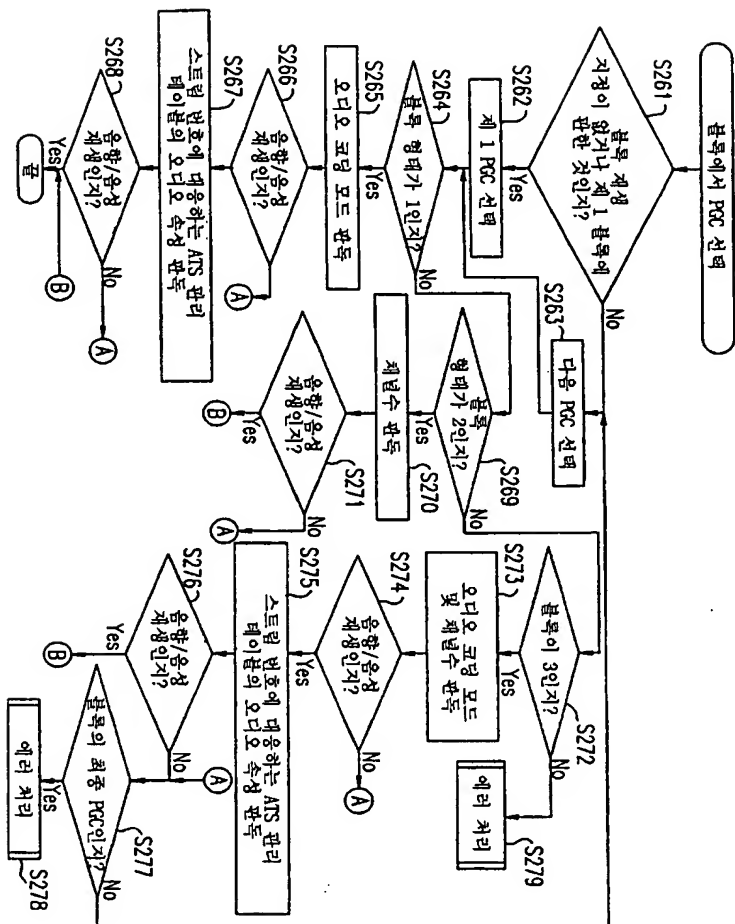 블록에서 PGC 선택
S261
블록 재생
지정이 없거나 제 1 블록에
관한 것인지?
Yes
No
S262
제 1 PGC 선택
S263
다음 PGC 선택
S264
블록 형태가 1인지?
Yes
No
S265
오디오 코딩 모드 판독
S266
음향/음성
재생인지?
A
S267
스트림 번호에 대응하는 ATS 관리
테이블의 오디오 속성 판독
S268
음향/음성
재생인지?
Yes
No
A
B
끝
S269
블록
형태가 2인지?
Yes
No
S270
채널수 판독
S271
음향/음성
재생인지?
Yes
No
B
A
S272
블록이 3인지?
Yes
No
S279
에러 처리
S273
오디오 코딩 모드
및 채널수 판독
S274
음향/음성
재생인지?
Yes
No
A
S275
스트림 번호에 대응하는 ATS 관리
테이블의 오디오 속성 판독
S276
음향/음성
재생인지?
Yes
No
B
A
S277
블록의 최종 PGC인지?
Yes
No
S278
에러 처리